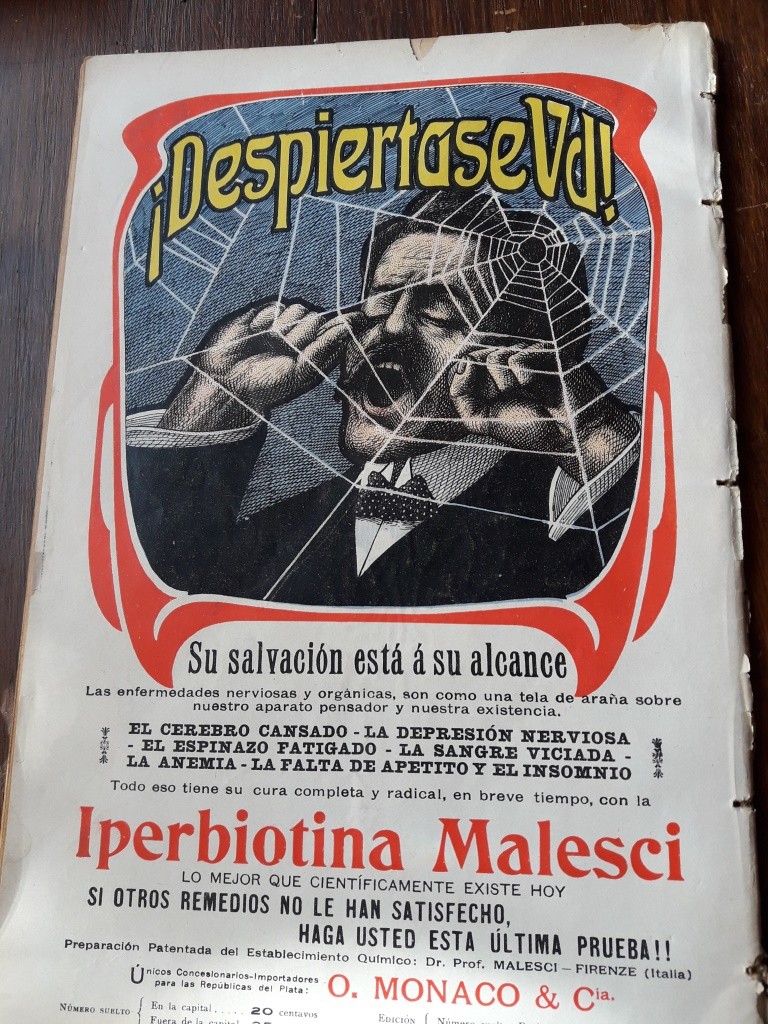 ¡Despiertase Vd!
Su salvación está á su alcance
Las enfermedades nerviosas y orgánicas, son como una tela de araña sobre
nuestro aparato pensador y nuestra existencia.
EL CEREBRO CANSADO - LA DEPRESIÓN NERVIOSA
- EL ESPINAZO FATIGADO - LA SANGRE VICIADA -
LA ANEMIA - LA FALTA DE APETITO Y EL INSOMNIO
Todo eso tiene su cura completa y radical, en breve tiempo, con la
Iperbiotina Malesci
LO MEJOR QUE CIENTÍFICAMENTE EXISTE HOY
SI OTROS REMEDIOS NO LE HAN SATISFECHO,
HAGA USTED ESTA ÚLTIMA PRUEBA!!
Preparación Patentada del Establecimiento Químico: Dr. Prof. MALESCI – FIRENZE (Italia)
Únicos Concesionarios-Importadores
para las Repúblicas del Plata:
O. MONACO & Cia.
NÚMERO SUELTO
En la capital..... 20 centavos
Fuera de la capital
EDICIÓN
Número